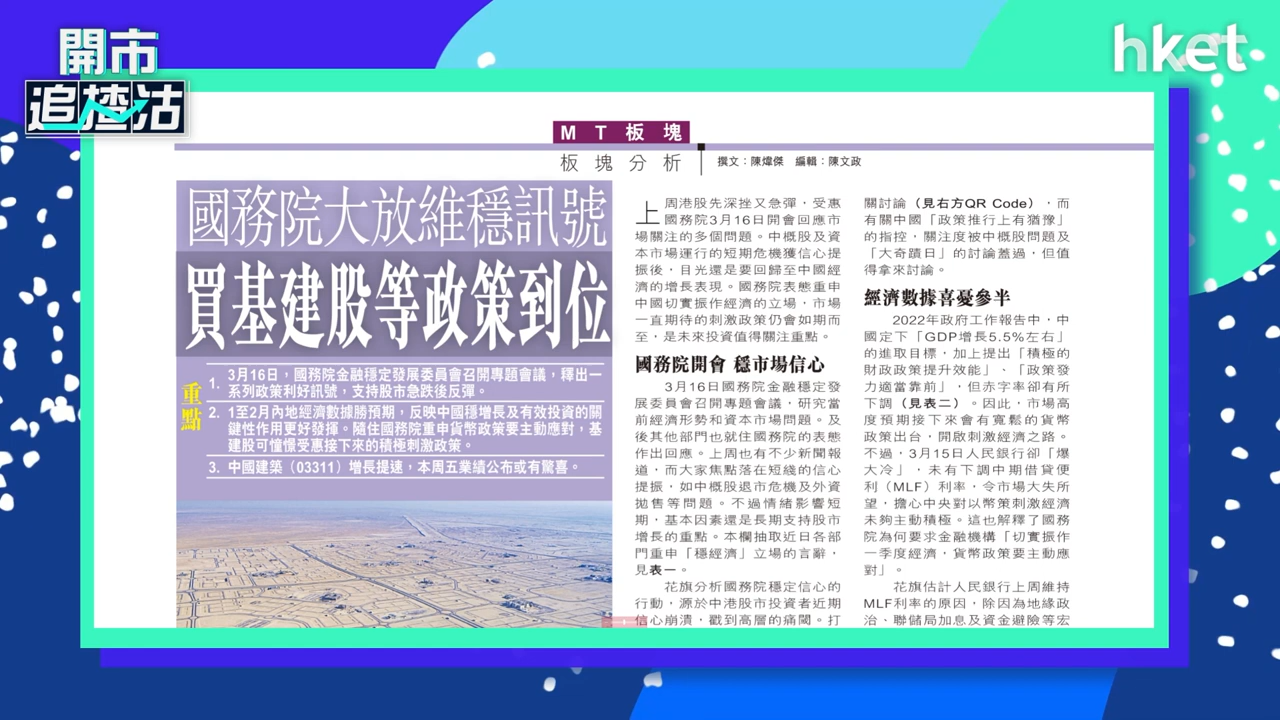 開市
追揸沽
hket
MT板塊
板塊分析
撰文：陳煒傑 編輯：陳文政
國務院大放維穩訊號
買基建股等政策到位
重點
1. 3月16日，國務院金融穩定發展委員會召開專題會議，釋出一
系列政策利好訊號，支持股市急跌後反彈。
2. 1至2月內地經濟數據勝預期，反映中國穩增長及有效投資的關
鍵性作用更好發揮。隨住國務院重申貨幣政策要主動應對，基
建股可憧憬受惠接下來的積極刺激政策。
3. 中國建築（03311）增長提速，本周五業績公布或有驚喜。
上周港股先深挫又急彈，受惠
國務院3月16日開會回應市
場關注的多個問題。中概股及資
本市場運行的短期危機獲信心提
振後，目光還是要回歸至中國經
濟的增長表現。國務院表態重申
中國切實振作經濟的立場，市場
一直期待的刺激政策仍會如期而
至，是未來投資值得關注重點。
國務院開會 穩市場信心
3月16日國務院金融穩定發
展委員會召開專題會議，研究當
前經濟形勢和資本市場問題。及
後其他部門也就住國務院的表態
作出回應。上周也有不少新聞報
道，而大家焦點落在短綫的信心
提振，如中概股退市危機及外資
拋售等問題。不過情緒影響短
期，基本因素還是長期支持股市
增長的重點。本欄抽取近日各部
門重申「穩經濟」立場的言辭，
見表一。
花旗分析國務院穩定信心的
行動，源於中港股市投資者近期
信心崩潰，戳到高層的痛閾。打
關討論（見右方QR Code），而
有關中國「政策推行上有猶豫」
的指控，關注度被中概股問題及
「大奇蹟日」的討論蓋過，但值
得拿來討論。
經濟數據喜憂參半
2022年政府工作報告中，中
國定下「GDP增長5.5%左右」
的進取目標，加上提出「積極的
財政政策提升效能」、「政策發
力適當靠前」，但赤字率卻有所
下調（見表二）。因此，市場高
度預期接下來會有寬鬆的貨幣
政策出台，開啟刺激經濟之路。
不過，3月15日人民銀行卻「爆
大冷」，未有下調中期借貸便
利（MLF）利率，令市場大失所
望，擔心中央對以幣策刺激經濟
未夠主動積極。這也解釋了國務
院為何要求金融機構「切實振作
一季度經濟，貨幣政策要主動應
對」。
花旗估計人民銀行上周維持
MLF利率的原因，除因為地緣政
治、聯儲局加息及資金避險等宏